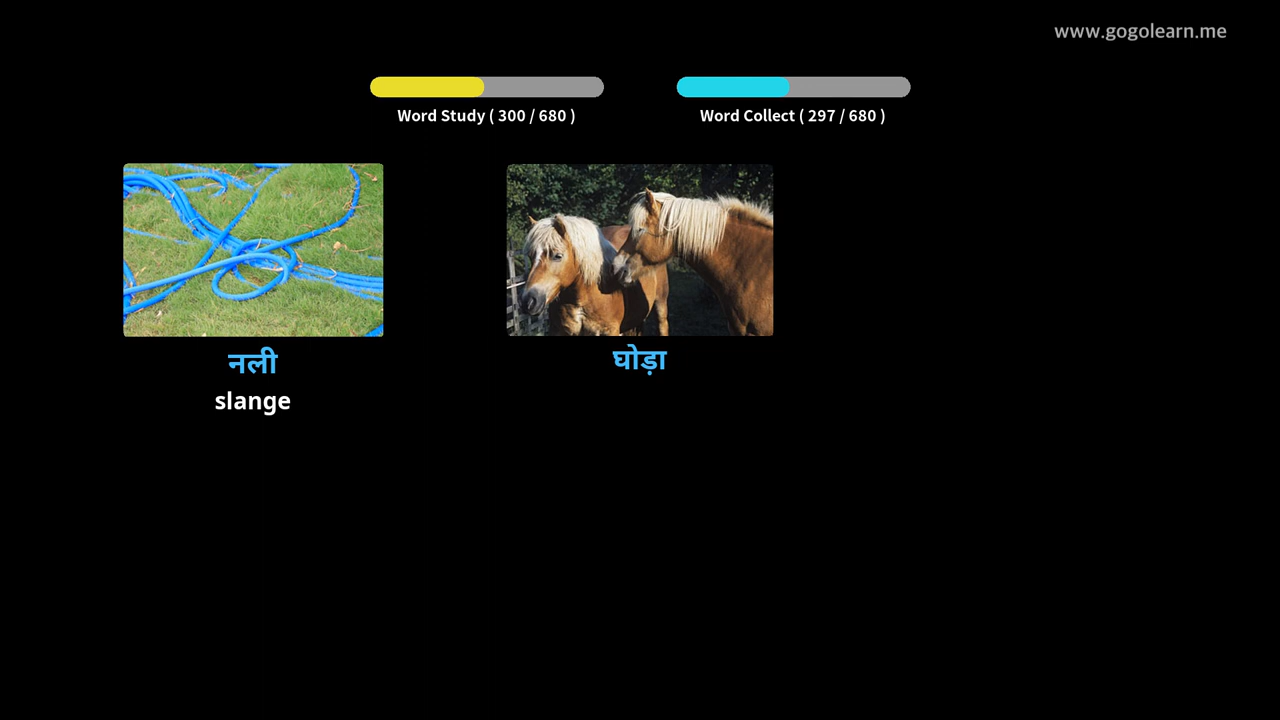 www.gogolearn.me
Word Study ( 300 / 680 )
Word Collect ( 297 / 680 )
नली
slange
घोड़ा